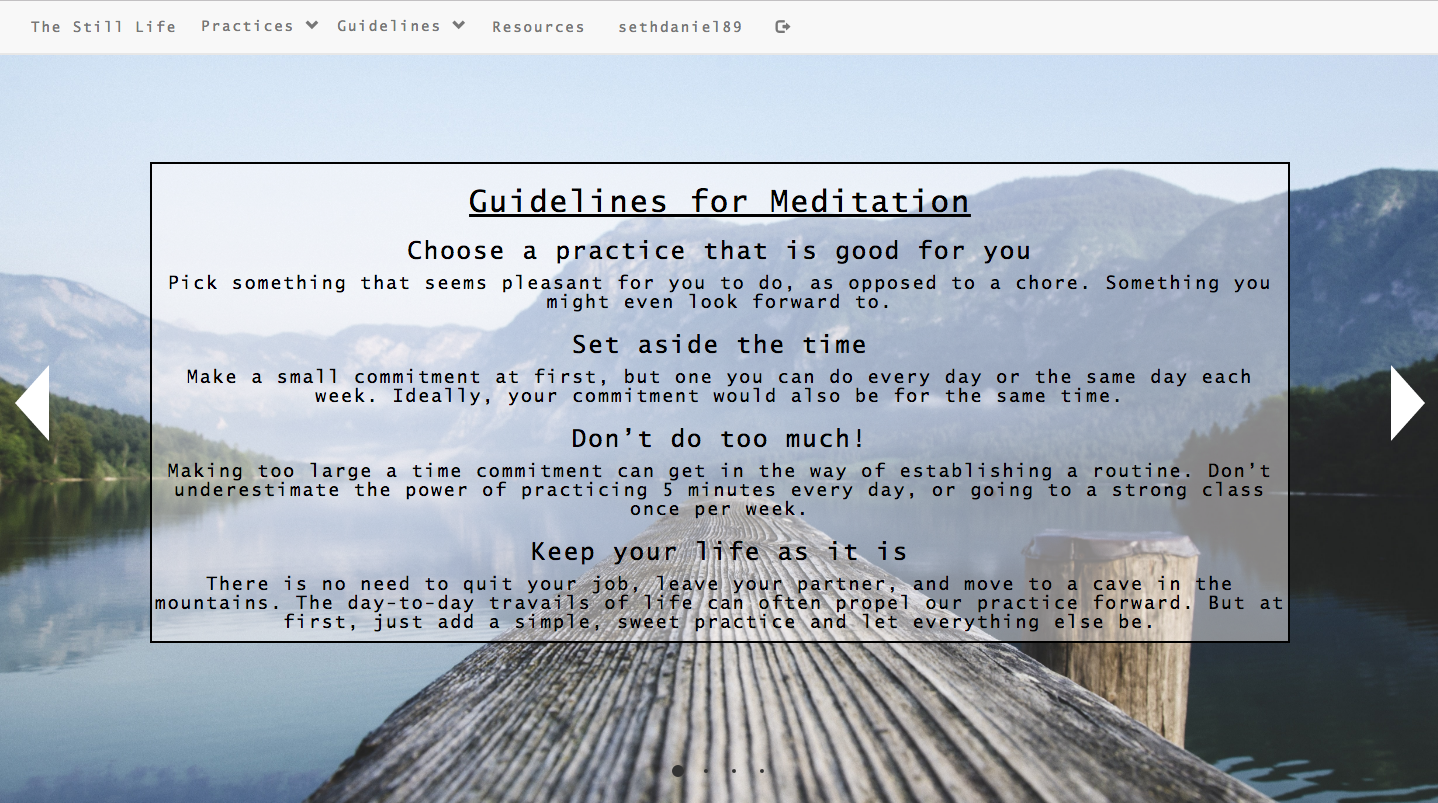 The Still Life Practices Guidelines Resources sethdaniel89
Guidelines for Meditation
Choose a practice that is good for you
Pick something that seems pleasant for you to do, as opposed to a chore. Something you
might even look forward to.
Set aside the time
Make a small commitment at first, but one you can do every day or the same day each
week. Ideally, your commitment would also be for the same time.
Don’t do too much!
Making too large a time commitment can get in the way of establishing a routine. Don’t
underestimate the power of practicing 5 minutes every day, or going to a strong class
once per week.
Keep your life as it is
There is no need to quit your job, leave your partner, and move to a cave in the
mountains. The day-to-day travails of life can often propel our practice forward. But at
first, just add a simple, sweet practice and let everything else be.